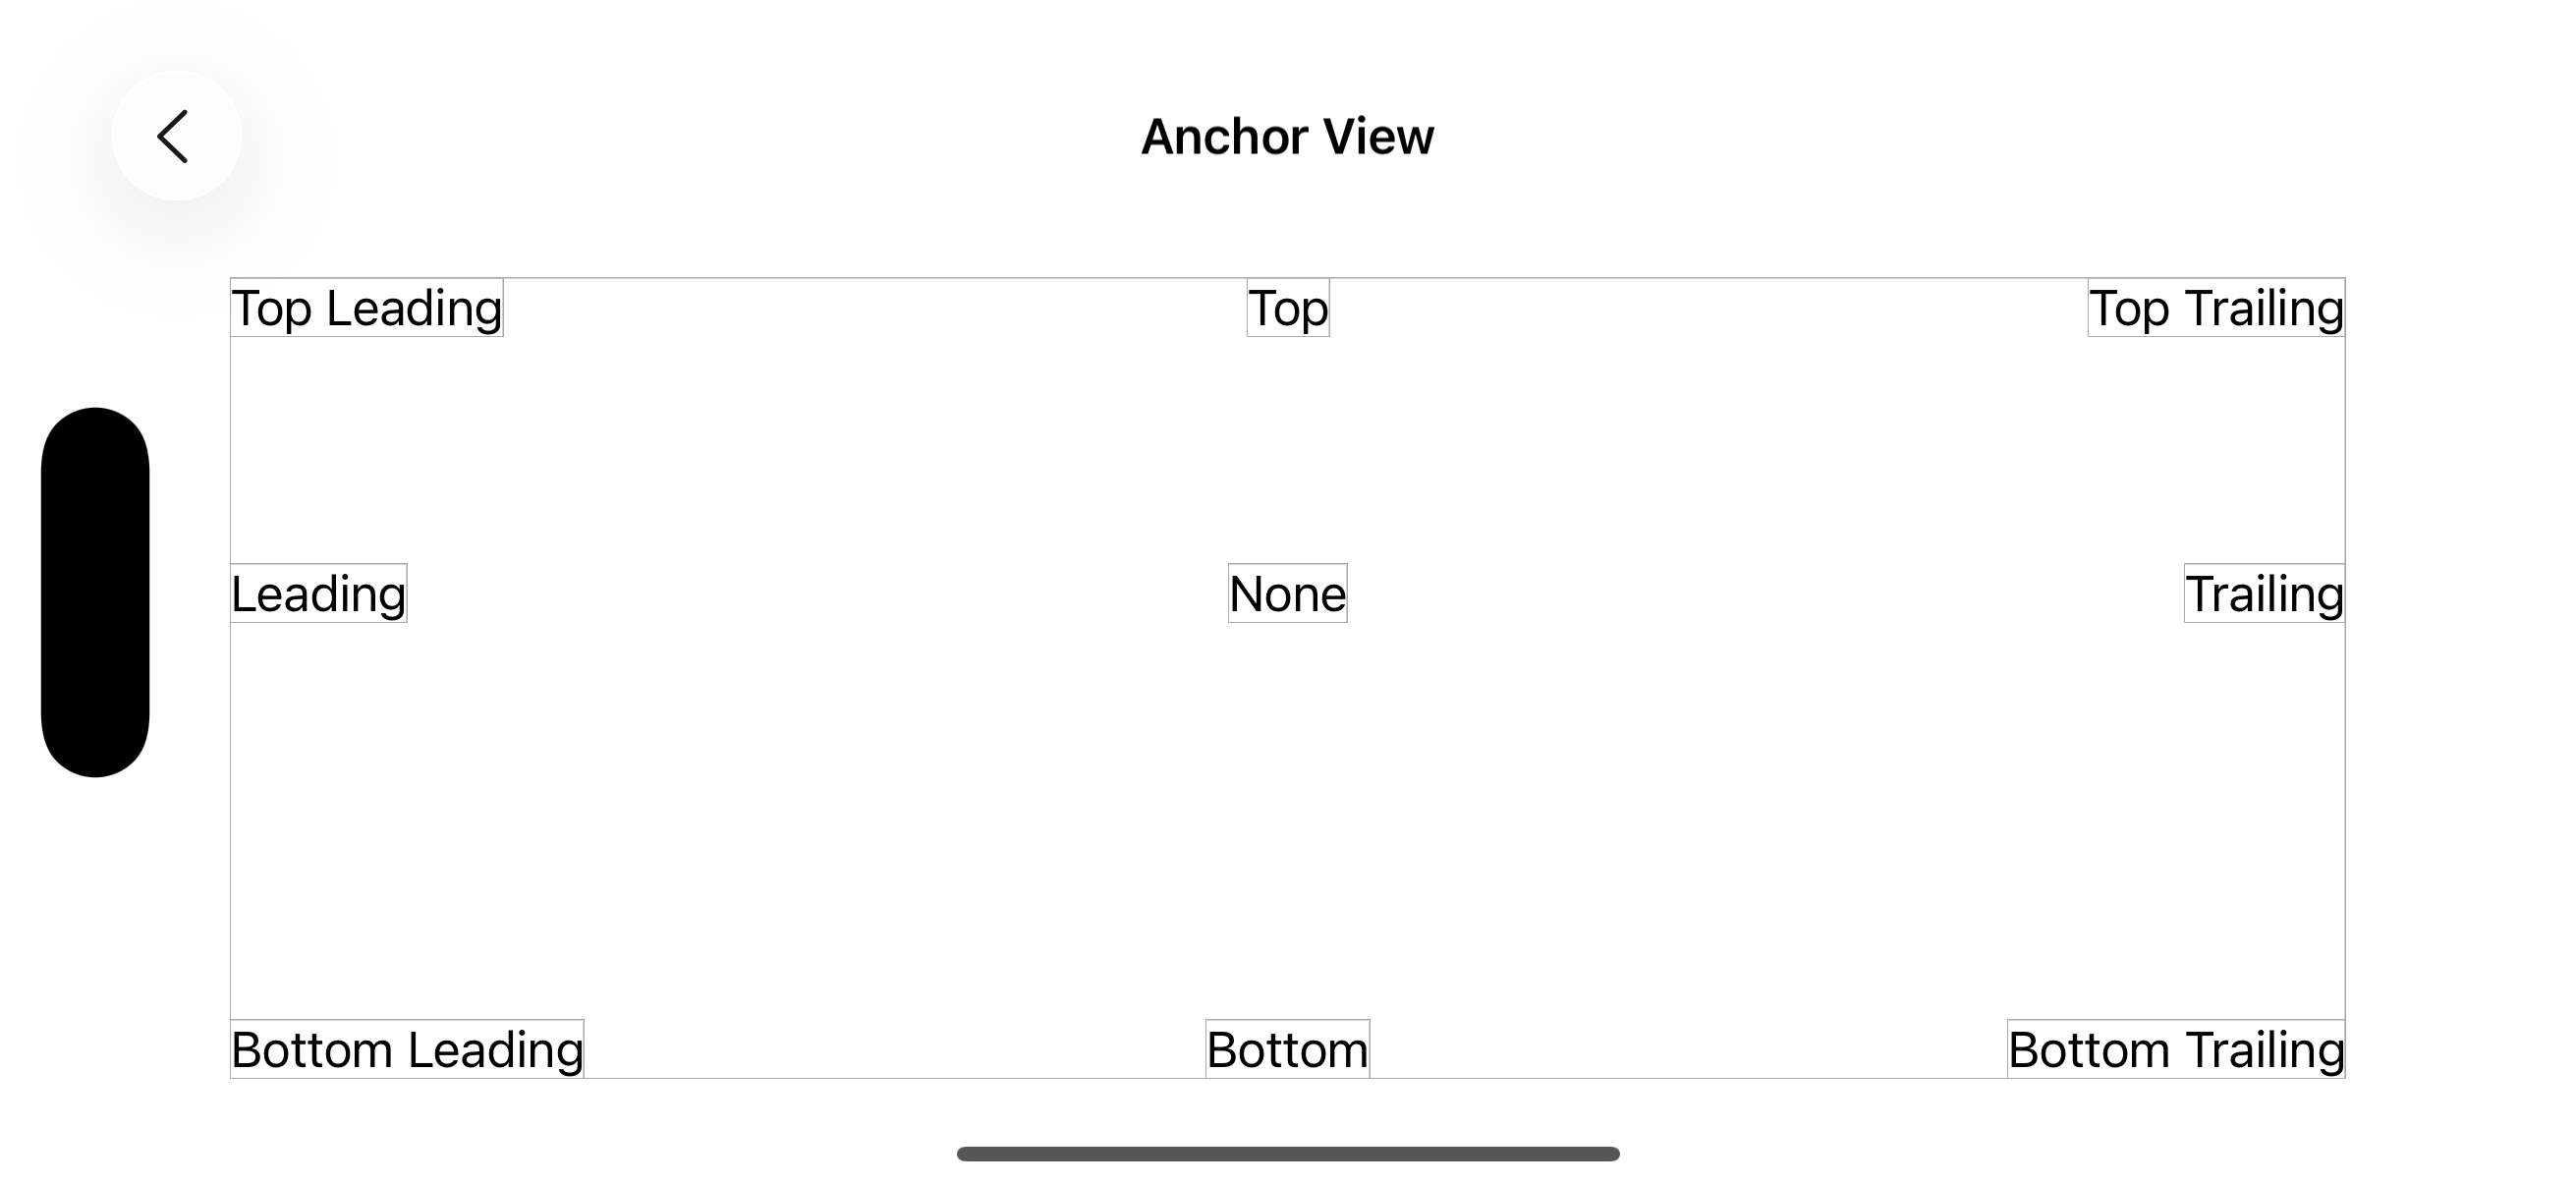 Anchor View
Top Leading
Top
Top Trailing
Leading
None
Trailing
Bottom Leading
Bottom
Bottom Trailing